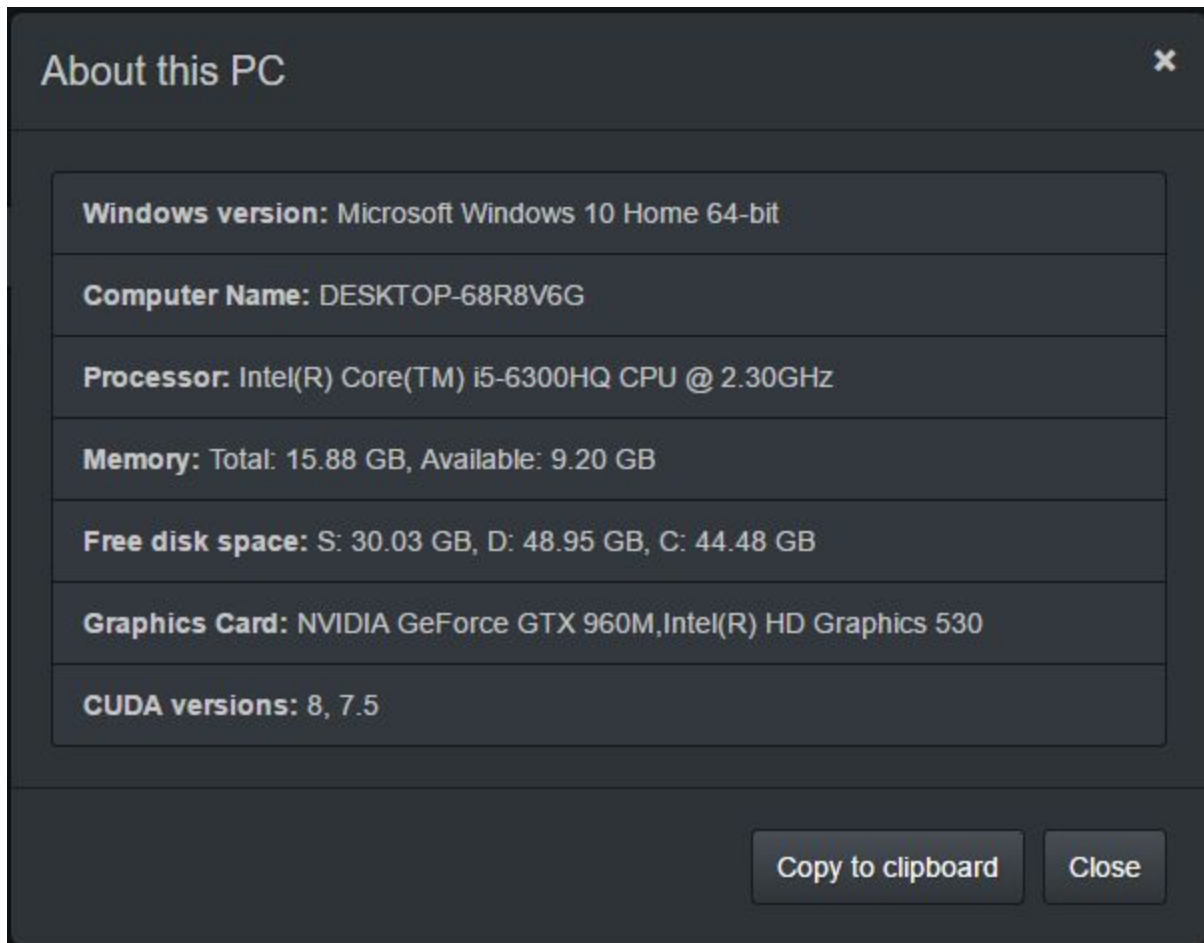 About this PC
Windows version: Microsoft Windows 10 Home 64-bit
Computer Name: DESKTOP-68R8V6G
Processor: Intel(R) Core(TM) i5-6300HQ CPU @ 2.30GHz
Memory: Total: 15.88 GB, Available: 9.20 GB
Free disk space: S: 30.03 GB, D: 48.95 GB, C: 44.48 GB
Graphics Card: NVIDIA GeForce GTX 960M,Intel(R) HD Graphics 530
CUDA versions: 8, 7.5
Copy to clipboard Close